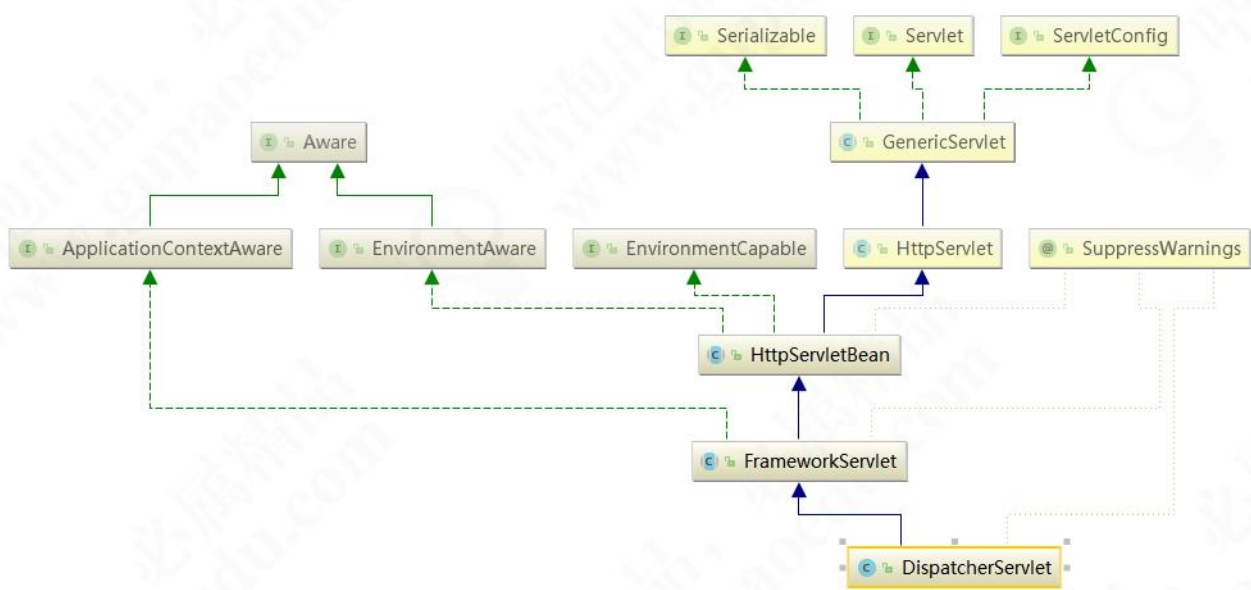 Serializable
Servlet
ServletConfig
Aware
GenericServlet
ApplicationContextAware
EnvironmentAware
EnvironmentCapable
HttpServlet
SuppressWarnings
HttpServletBean
FrameworkServlet
DispatcherServlet